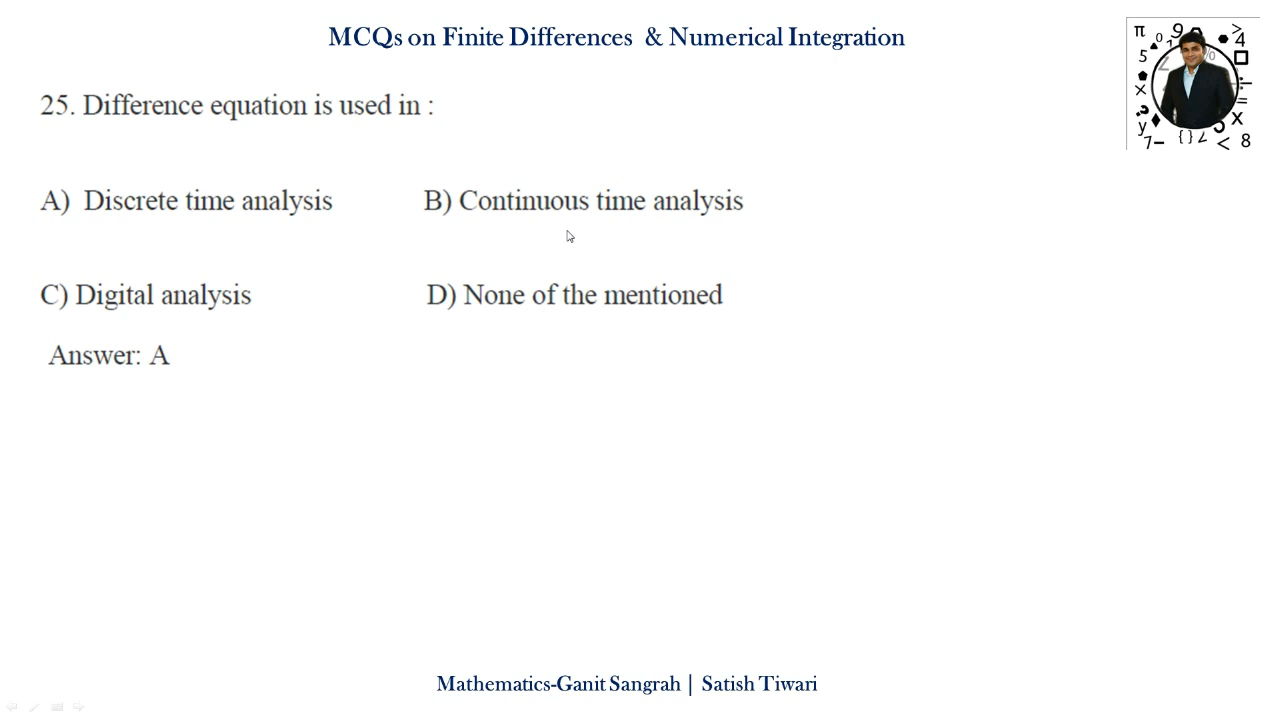 MCQs on Finite Differences & Numerical Integration
25. Difference equation is used in :
A) Discrete time analysis B) Continuous time analysis
C) Digital analysis D) None of the mentioned
Answer: A
Mathematics-Ganit Sangrah | Satish Tiwari